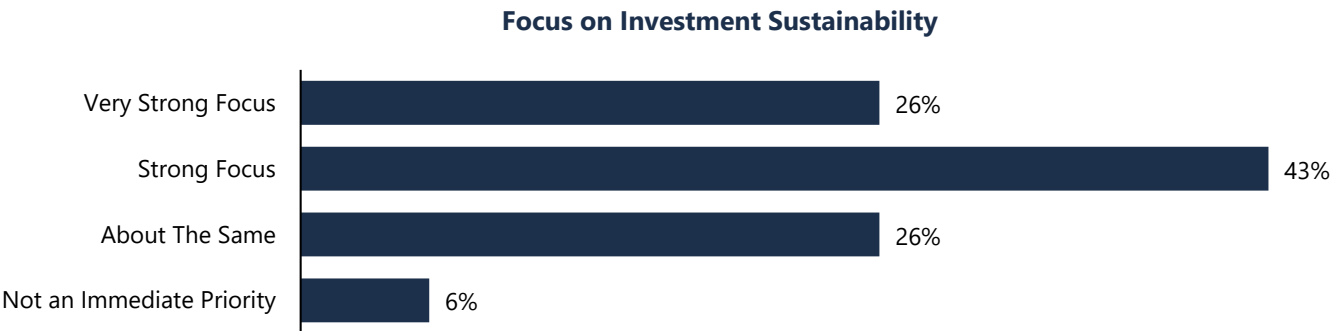 Focus on Investment Sustainability
Very Strong Focus 26%
Strong Focus 43%
About The Same 26%
Not an Immediate Priority 6%